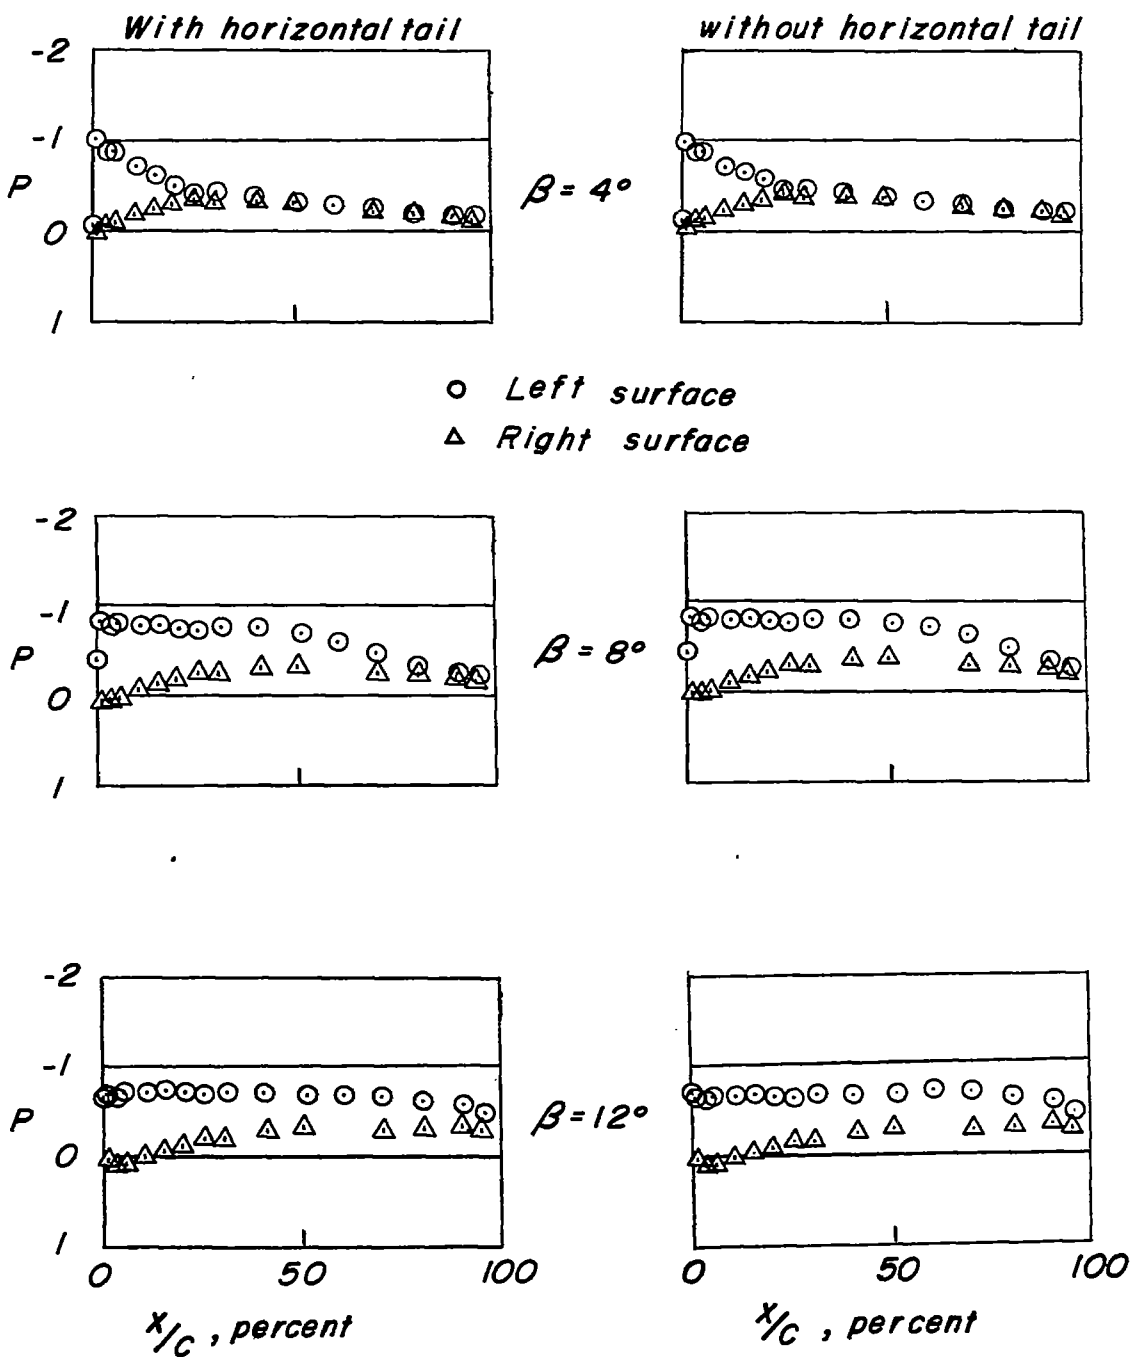 With horizontal tail
without horizontal tail
-2
-1
P
0
1
β = 4°
Left surface
Right surface
-2
-1
P
0
1
β = 8°
-2
-1
P
0
1
β = 12°
0 50 100
0 50 100
X/C, percent
X/C, percent